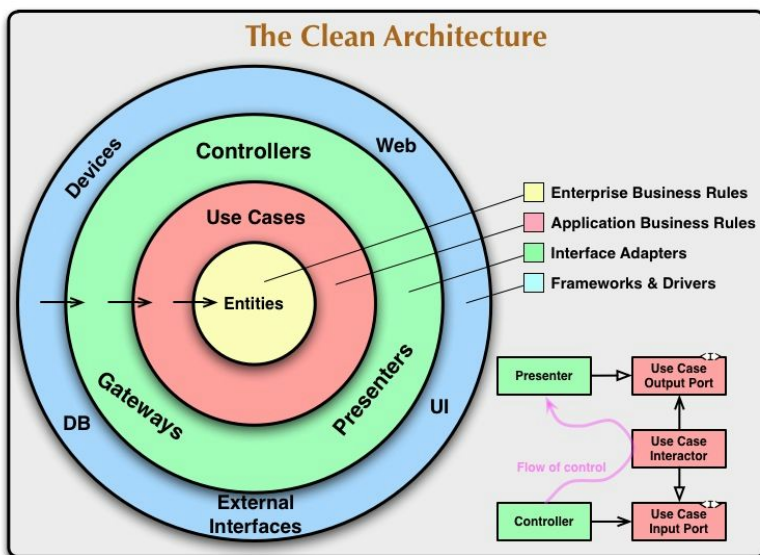 The Clean Architecture
Devices
Web
Controllers
Use Cases
Entities
Gateways
Presenters
DB
UI
External
Interfaces
Enterprise Business Rules
Application Business Rules
Interface Adapters
Frameworks & Drivers
Presenter
<I>
Use Case
Output Port
Use Case
Interactor
Flow of control
Controller
<I>
Use Case
Input Port